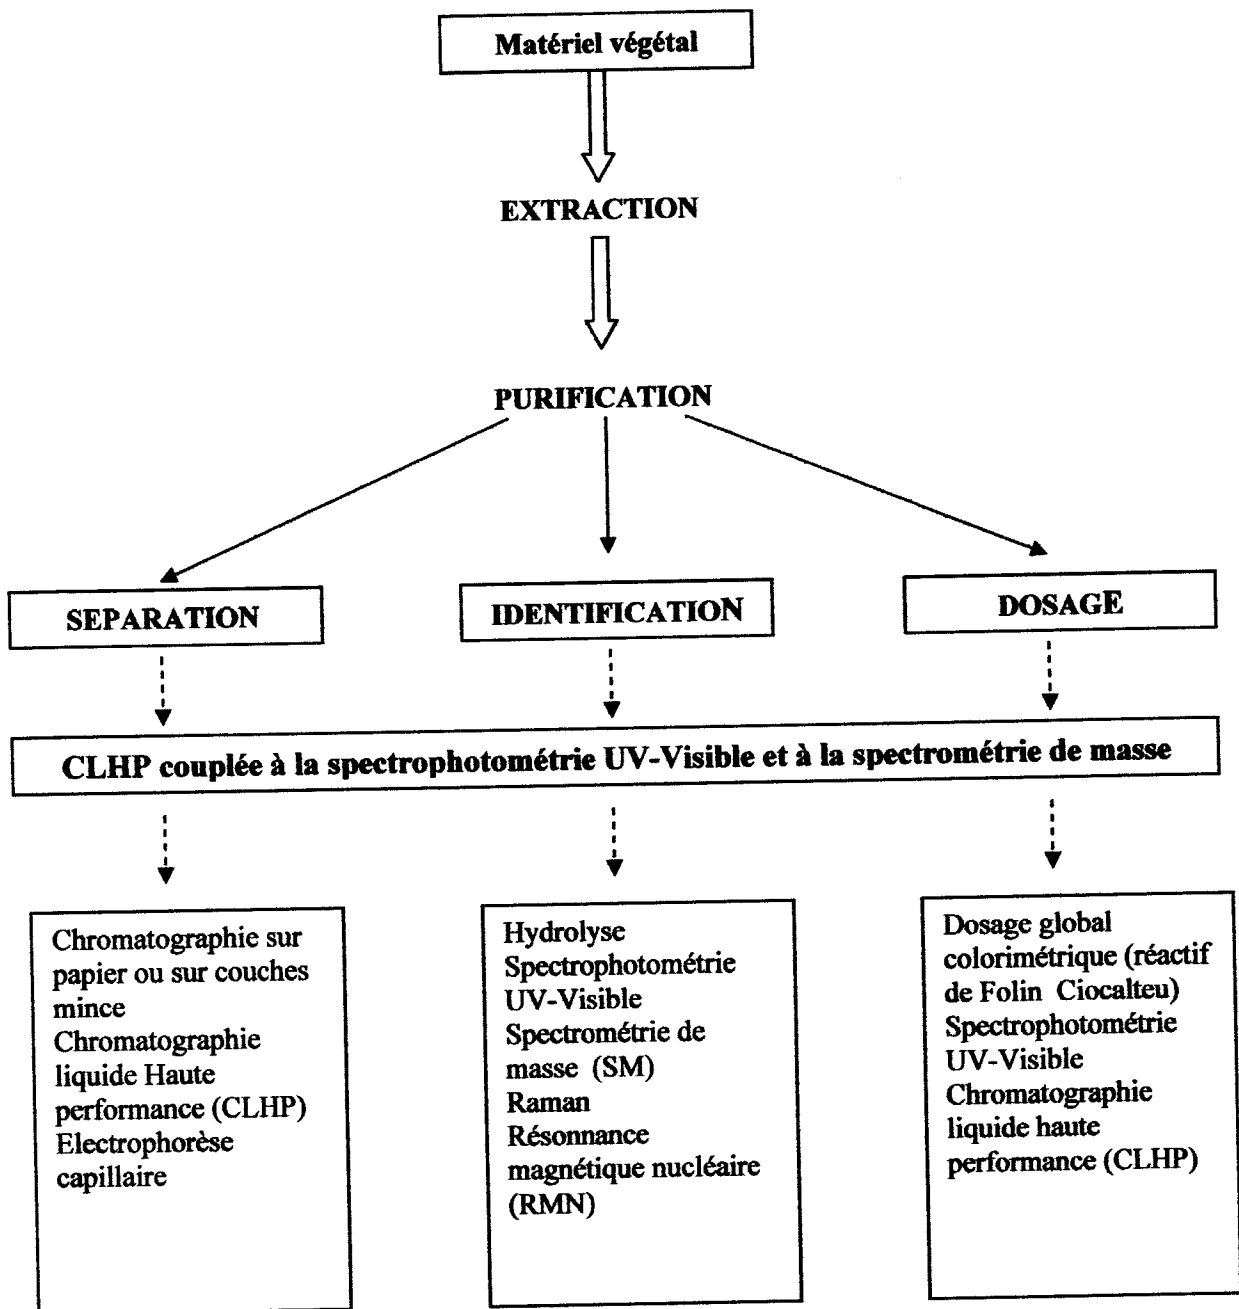 Matériel végétal
EXTRACTION
PURIFICATION
SEPARATION
IDENTIFICATION
DOSAGE
CLHP couplée à la spectrophotométrie UV-Visible et à la spectrométrie de masse
Chromatographie sur
papier ou sur couches
mince
Chromatographie
liquide Haute
performance (CLHP)
Electrophorèse
capillaire
Hydrolyse
Spectrophotométrie
UV-Visible
Spectrométrie de
masse (SM)
Raman
Résonnance
magnétique nucléaire
(RMN)
Dosage global
colorimétrique (réactif
de Folin Ciocalteu)
Spectrophotométrie
UV-Visible
Chromatographie
liquide haute
performance (CLHP)